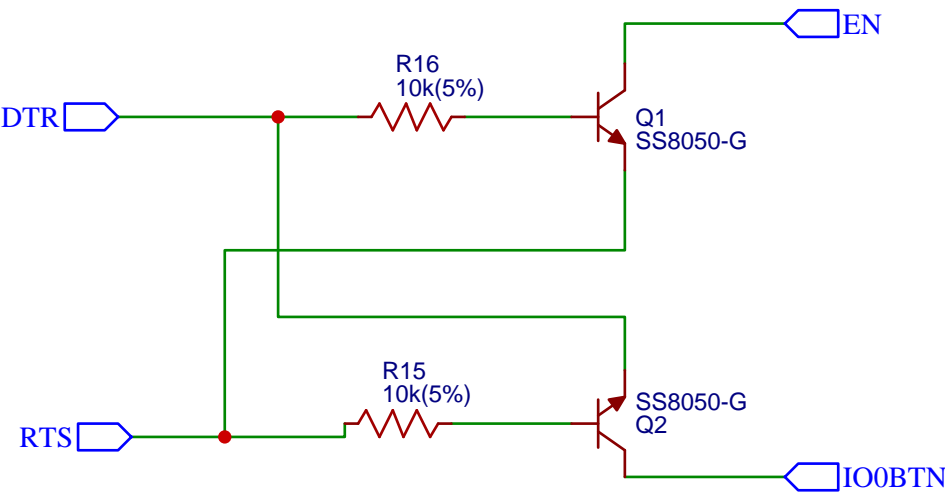 EN
R16
10k(5%)
DTR
Q1
SS8050-G
R15
10k(5%)
SS8050-G
Q2
RTS
IO0BTN